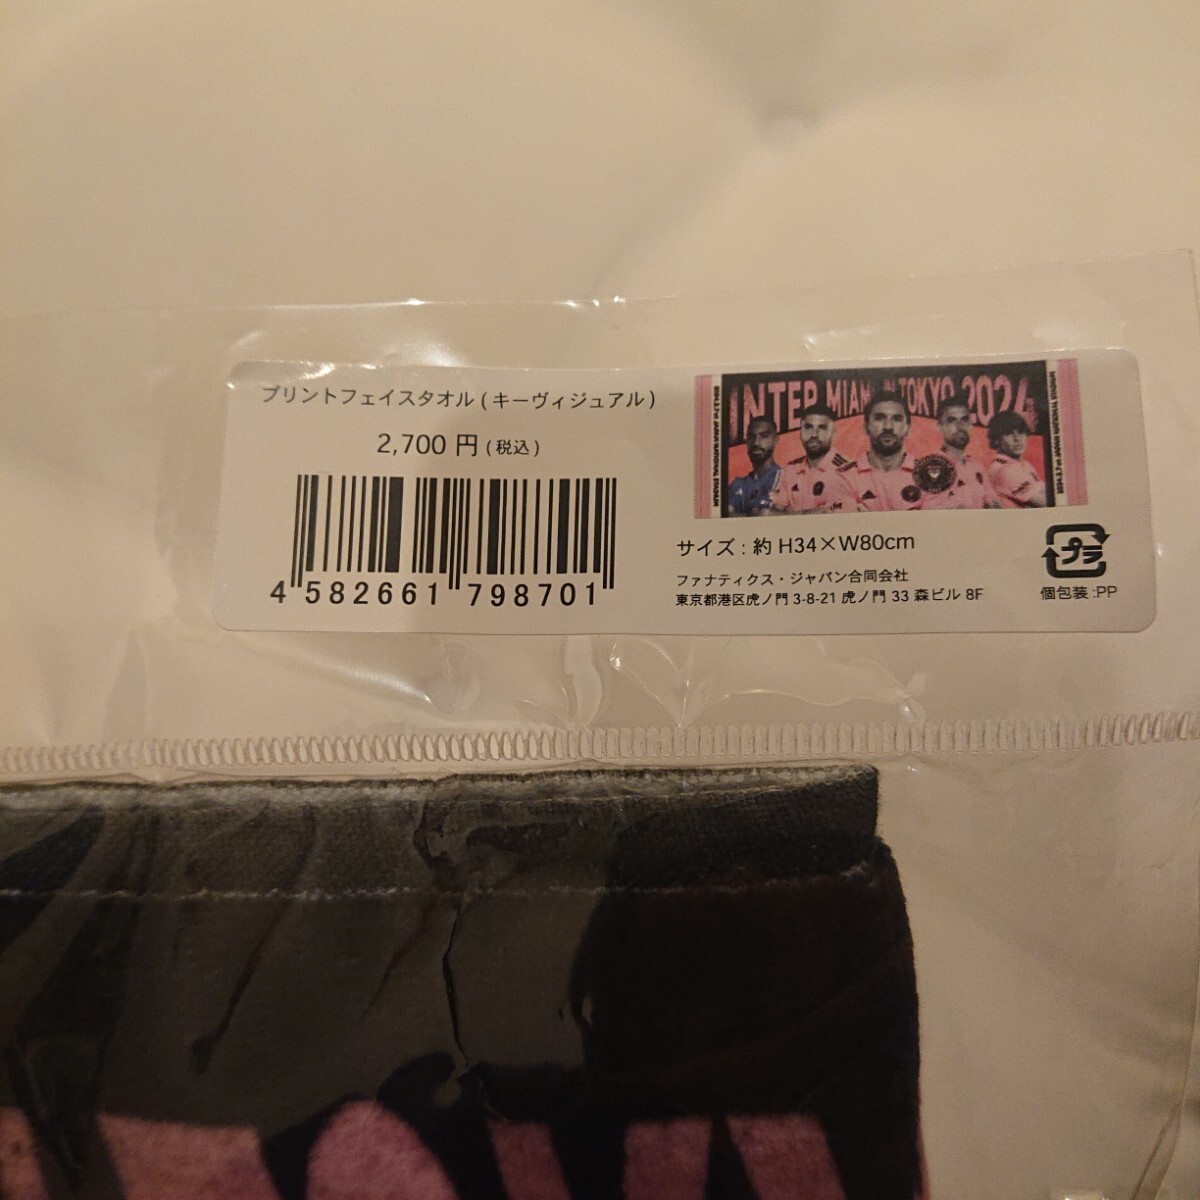 プリントフェイスタオル (キーヴィジュアル)
2,700 円 (税込)
4 582661 798701
INTER MIAMI IN TOKYO 2024
サイズ : 約 H34×W80cm
ファナティクス・ジャパン合同会社
東京都港区虎ノ門 3-8-21 虎ノ門 33 森ビル 8F
プラ
個包装 :PP